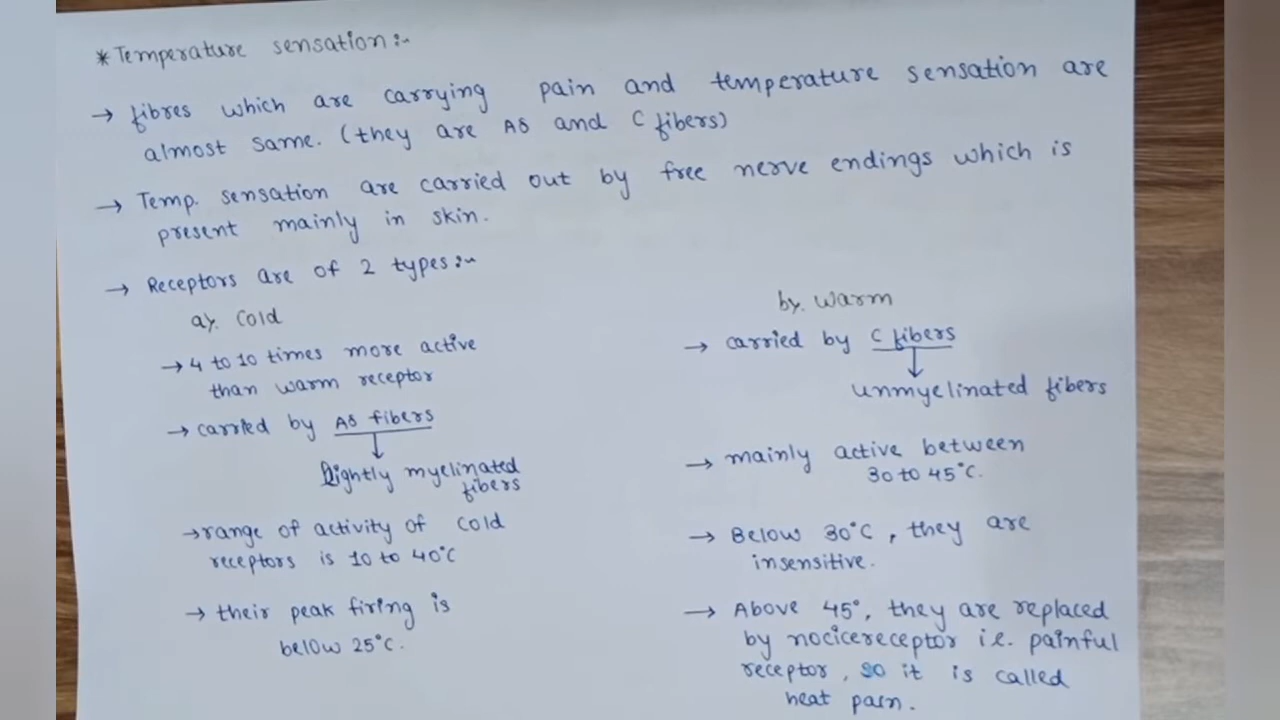 * Temperature sensation:-
→ fibres which are carrying pain and temperature sensation are
almost same. (they are Aδ and C fibers)
→ Temp. sensation are carried out by free nerve endings which is
present mainly in skin.
→ Receptors are of 2 types:-
a). Cold
→ 4 to 10 times more active
than warm receptor
→ carried by Aδ fibers
↓
Lightly myelinated
fibers
→ range of activity of cold
receptors is 10 to 40°C
→ their peak firing is
below 25°C.
b). Warm
→ carried by C fibers
↓
Unmyelinated fibers
→ mainly active between
30 to 45°C.
→ Below 30°C, they are
insensitive.
→ Above 45°, they are replaced
by nocicereceptor i.e. painful
receptor, so it is called
heat pain.